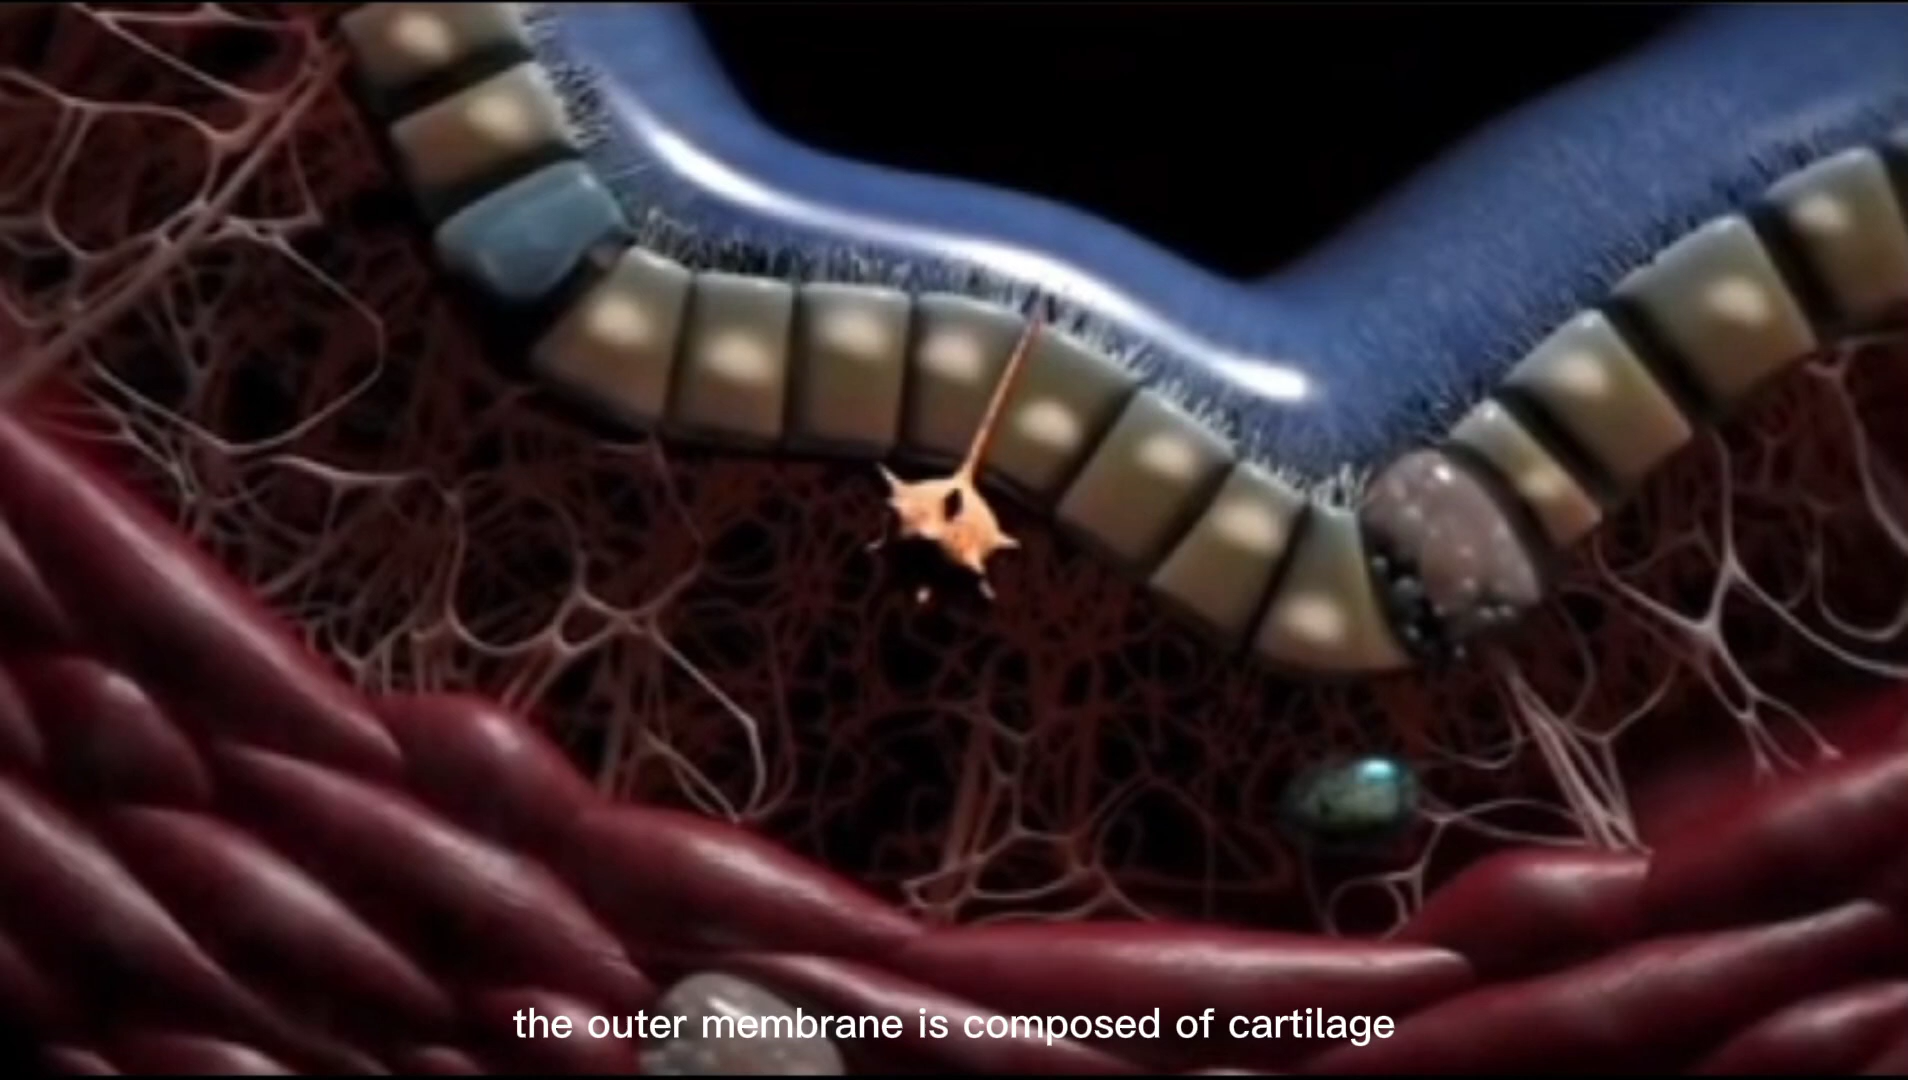 the outer membrane is composed of cartilage